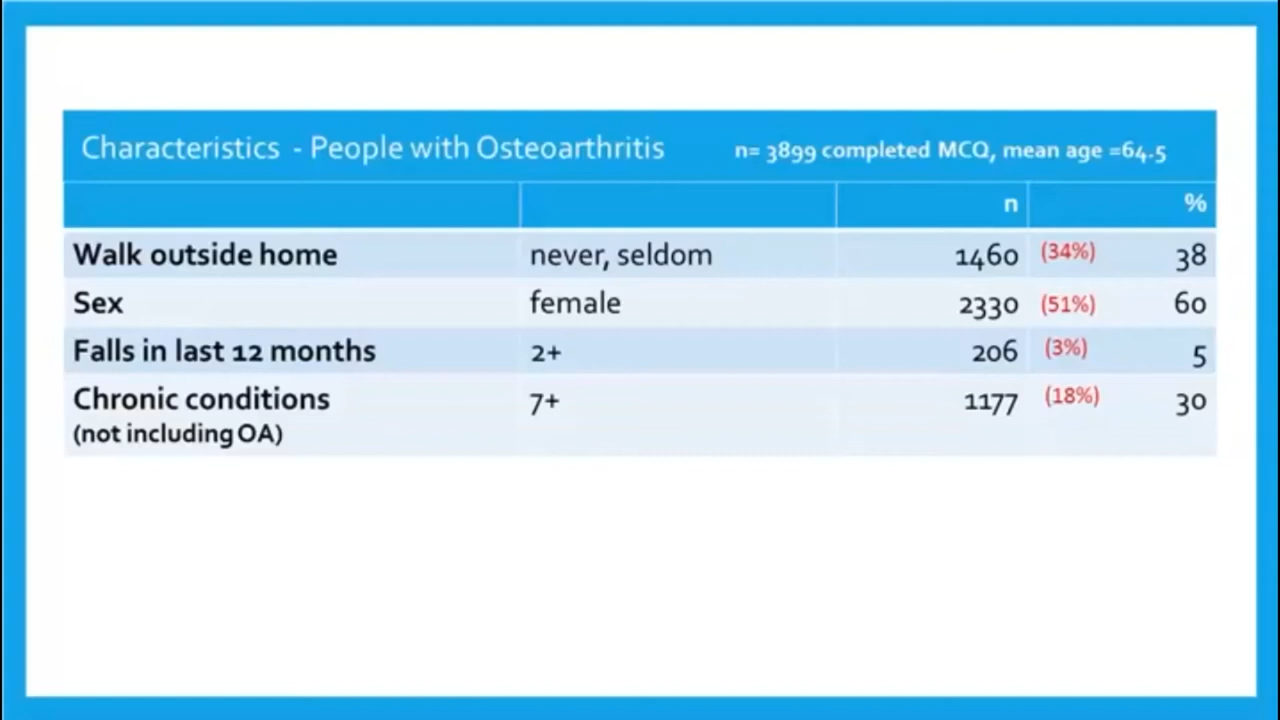 Characteristics - People with Osteoarthritis n= 3899 completed MCQ, mean age =64.5
n %
Walk outside home never, seldom 1460 (34%) 38
Sex female 2330 (51%) 60
Falls in last 12 months 2+ 206 (3%) 5
Chronic conditions 7+ 1177 (18%) 30
(not including OA)